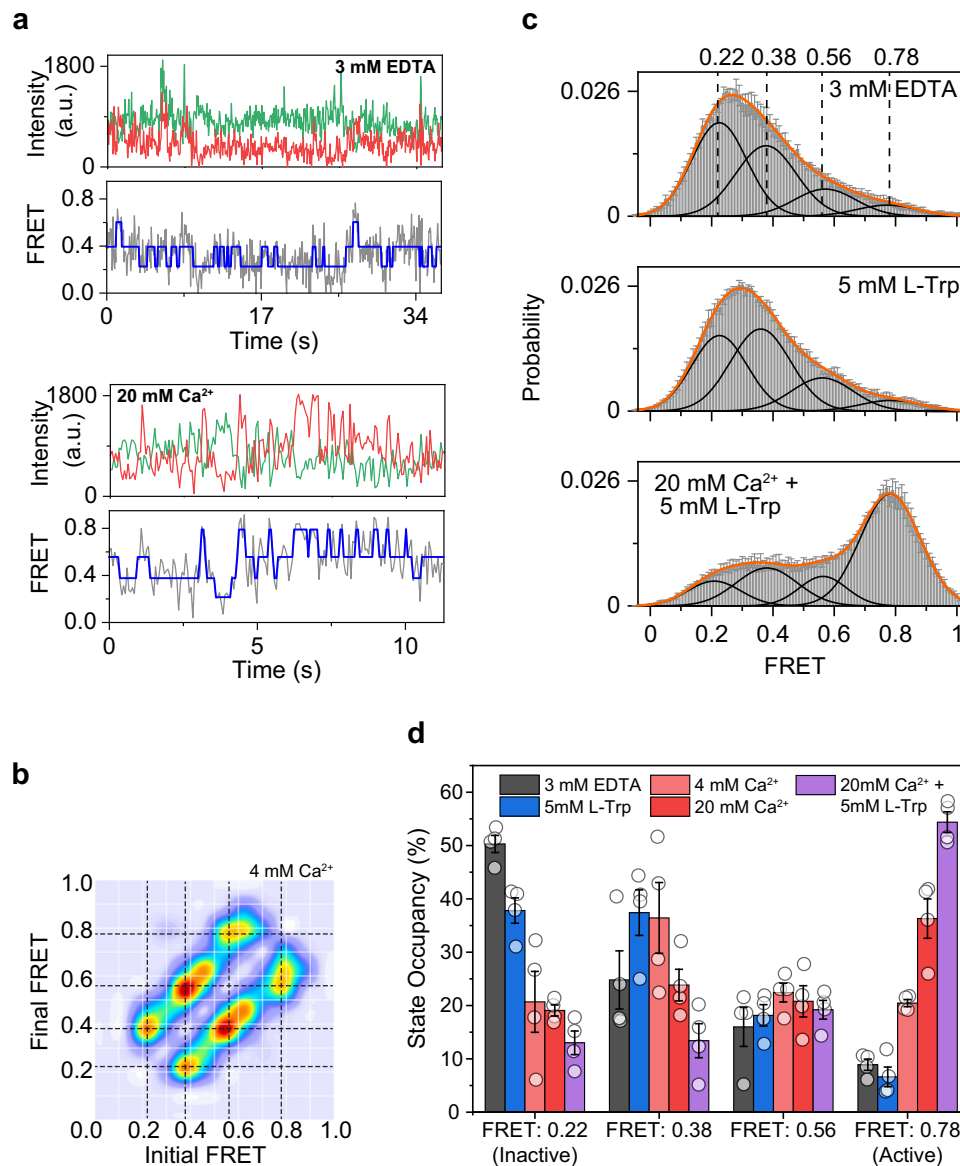 a
3 mM EDTA
Intensity
(a.u.)
1800
0
FRET
0.8
0.4
0.0
0 17 34
Time (s)
20 mM Ca²⁺
Intensity
(a.u.)
1800
0
FRET
0.8
0.4
0.0
0 5 10
Time (s)
b
4 mM Ca²⁺
Final FRET
1.0
0.8
0.6
0.4
0.2
0.0 0.2 0.4 0.6 0.8 1.0
Initial FRET
c
0.22 0.38 0.56 0.78
3 mM EDTA
0.026
0
5 mM L-Trp
0.026
0
Probability
20 mM Ca²⁺ +
5 mM L-Trp
0.026
0
0 0.2 0.4 0.6 0.8 1
FRET
d
3 mM EDTA
5mM L-Trp
4 mM Ca²⁺
20 mM Ca²⁺
20mM Ca²⁺ +
5mM L-Trp
State Occupancy (%)
60
50
40
30
20
10
0
FRET: 0.22 FRET: 0.38 FRET: 0.56 FRET: 0.78
(Inactive) (Active)